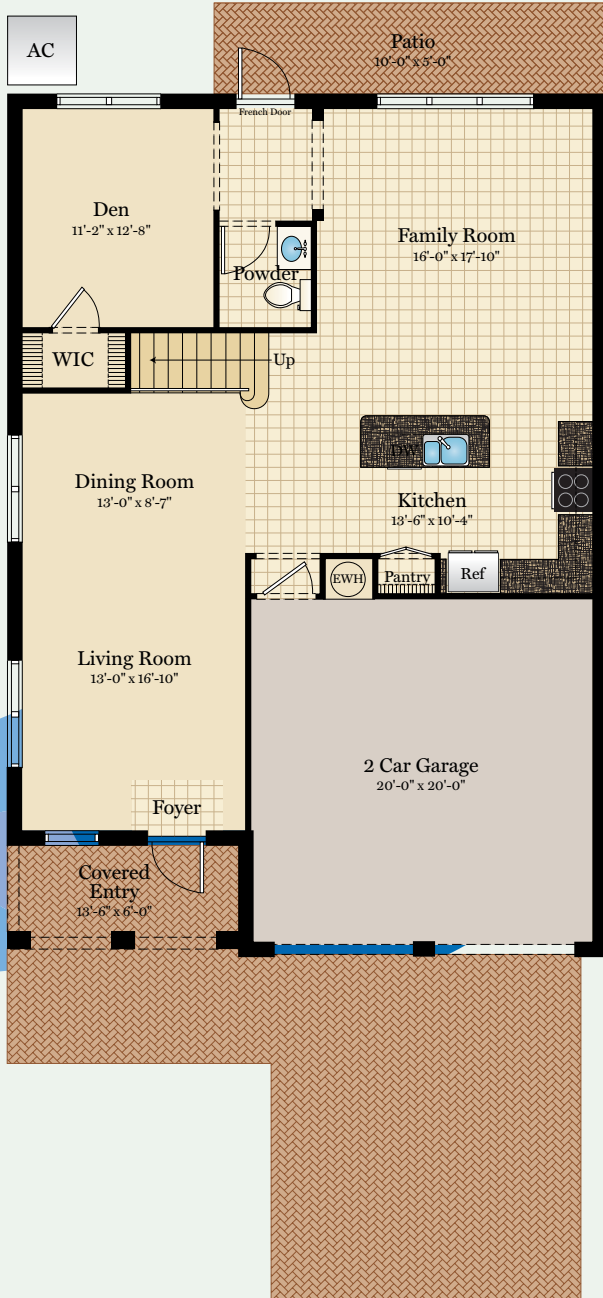 AC
Patio
10'-0" x 5'-0"
French Door
Den
11'-2" x 12'-8"
Family Room
16'-0" x 17'-10"
Powder
WIC
Up
DW
Dining Room
13'-0" x 8'-7"
Kitchen
13'-6" x 10'-4"
EWH
Pantry
Ref
Living Room
13'-0" x 16'-10"
2 Car Garage
20'-0" x 20'-0"
Foyer
Covered
Entry
13'-6" x 6'-0"